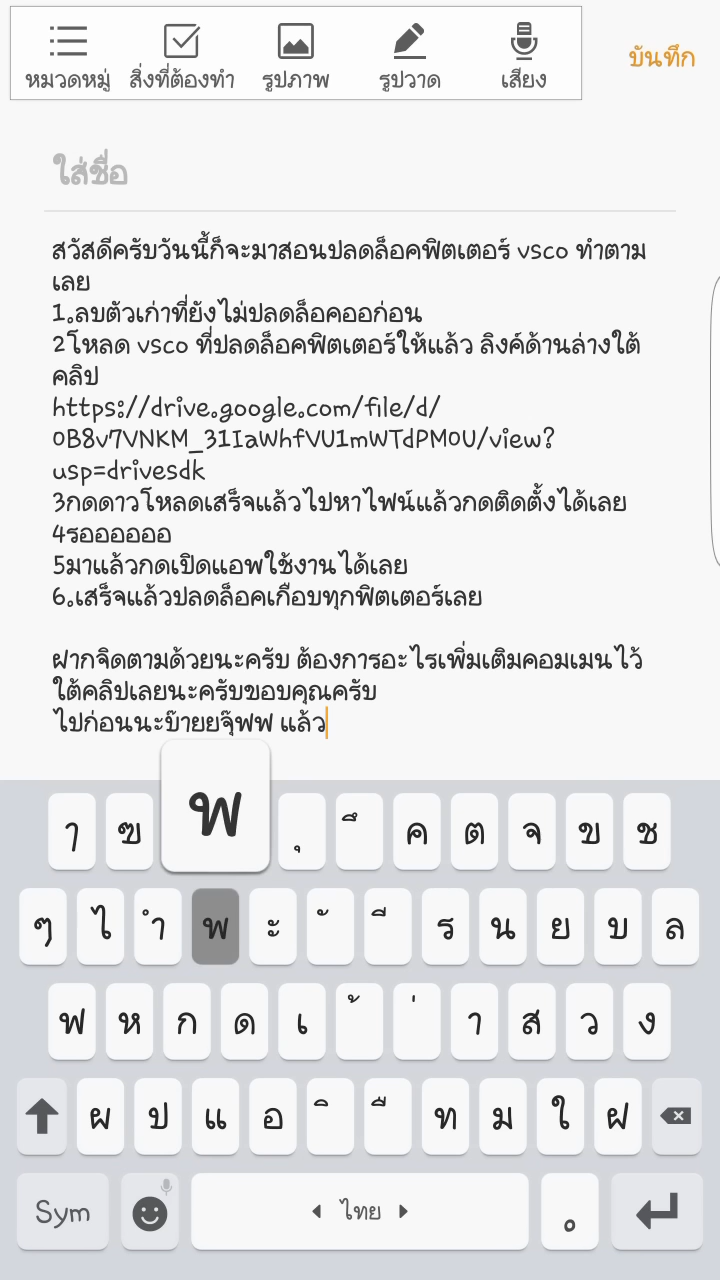 หมวดหมู่ สิ่งที่ต้องทำ รูปภาพ รูปวาด เสียง บันทึก
ใส่ชื่อ
สวัสดีครับวันนี้ก็จะมาสอนปลดล็อคฟิตเตอร์ vsco ทำตาม
เลย
1.ลบตัวเก่าที่ยังไม่ปลดล็อคออก่อน
2โหลด vsco ที่ปลดล็อคฟิตเตอร์ให้แล้ว ลิงค์ด้านล่างใต้
คลิป
https://drive.google.com/file/d/
0B8v7VNKM_31IaWhfVU1mWTdPM0U/view?
usp=drivesdk
3กดดาวโหลดเสร็จแล้วไปหาไฟน์แล้วกดติดตั้งได้เลย
4รออออออ
5มาแล้วกดเปิดแอพใช้งานได้เลย
6.เสร็จแล้วปลดล็อคเกือบทุกฟิตเตอร์เลย
ฝากจิดตามด้วยนะครับ ต้องการอะไรเพิ่มเติมคอมเมนไว้
ใต้คลิปเลยนะครับขอบคุณครับ
ไปก่อนนะบ๊ายยจุ๊ฟฟ แล้ว
ๅ ฃ พ ุ ึ ค ต จ ข ช
ๆ ไ ำ พ ะ ั ี ร น ย บ ล
ฟ ห ก ด เ ้ ่ า ส ว ง
ผ ป แ อ ิ ื ท ม ใ ฝ
Sym ไทย .